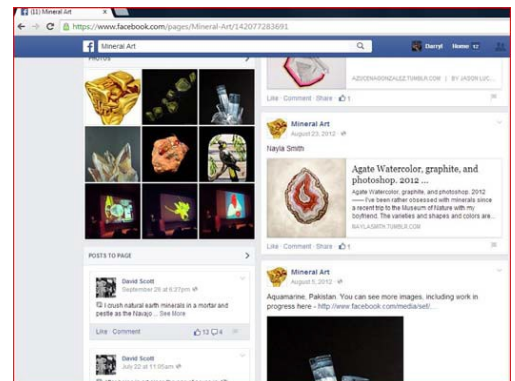 (11) Mineral Art
https://www.facebook.com/pages/Mineral-Art/142077283691
Mineral Art
Darryl Home 12
PHOTOS
POSTS TO PAGE
David Scott
September 28 at 6:27pm
I crush natural earth minerals in a mortar and
pestle as the Navajo ... See More
Like · Comment 13 4
David Scott
July 22 at 11:05am
AZUCENAGONZALEZ.TUMBLR.COM | BY JASON LUC...
Like · Comment · Share 1
Mineral Art
August 23, 2012
Nayla Smith
Agate Watercolor, graphite, and
photoshop. 2012 ...
Agate Watercolor, graphite, and photoshop. 2012
—— I've been rather obsessed with minerals since
a recent trip to the Museum of Nature with my
boyfriend. The varieties and shapes and colors are...
NAYLASMITH.TUMBLR.COM
Like · Comment · Share 1
Mineral Art
August 5, 2012
Aquamarine. Pakistan. You can see more images, including work in
progress here - http://www.facebook.com/media/set/...